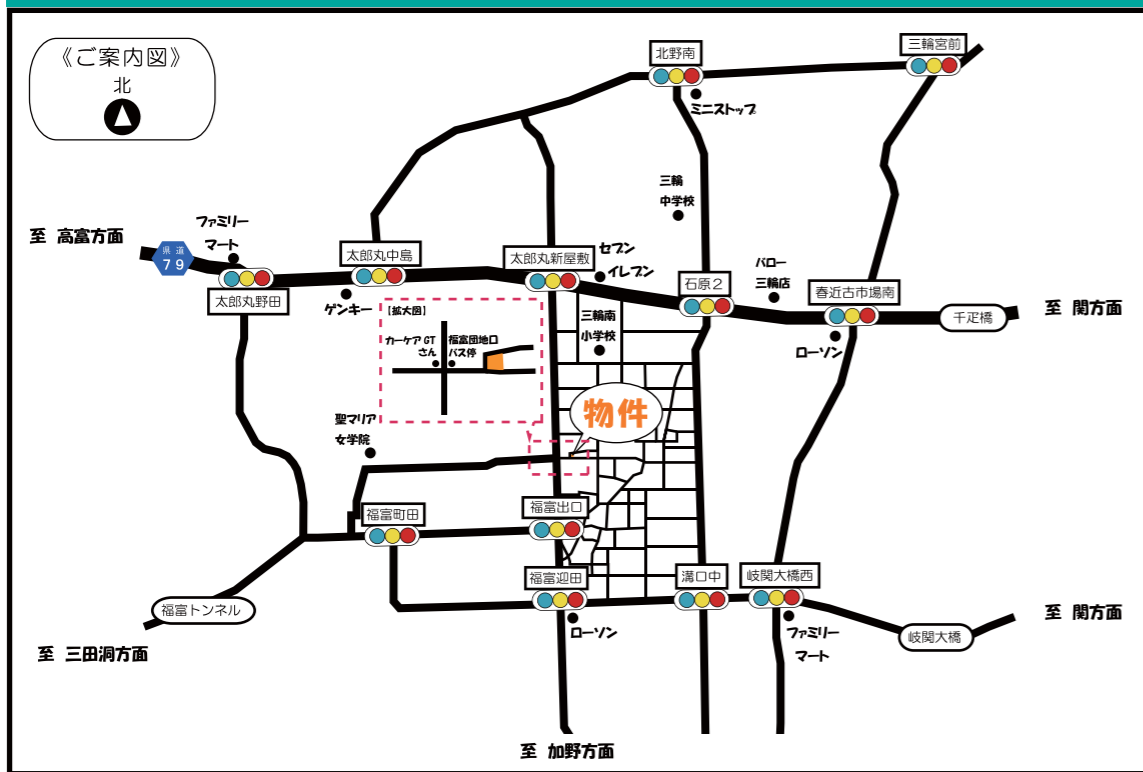 《ご案内図》
北
北野南
三輪宮前
ミニストップ
三輪
中学校
至 高富方面
ファミリー
マート
県道
79
太郎丸野田
太郎丸中島
ゲンキー
太郎丸新屋敷
セブン
イレブン
石原2
バロー
三輪店
春近古市場南
ローソン
千疋橋
至 関方面
三輪南
小学校
【拡大図】
カーケアGT
さん
福富団地口
バス停
物件
聖マリア
女学院
福富町田
福富出口
福富迎田
ローソン
溝口中
岐関大橋西
ファミリー
マート
岐関大橋
至 関方面
福富トンネル
至 三田洞方面
至 加野方面